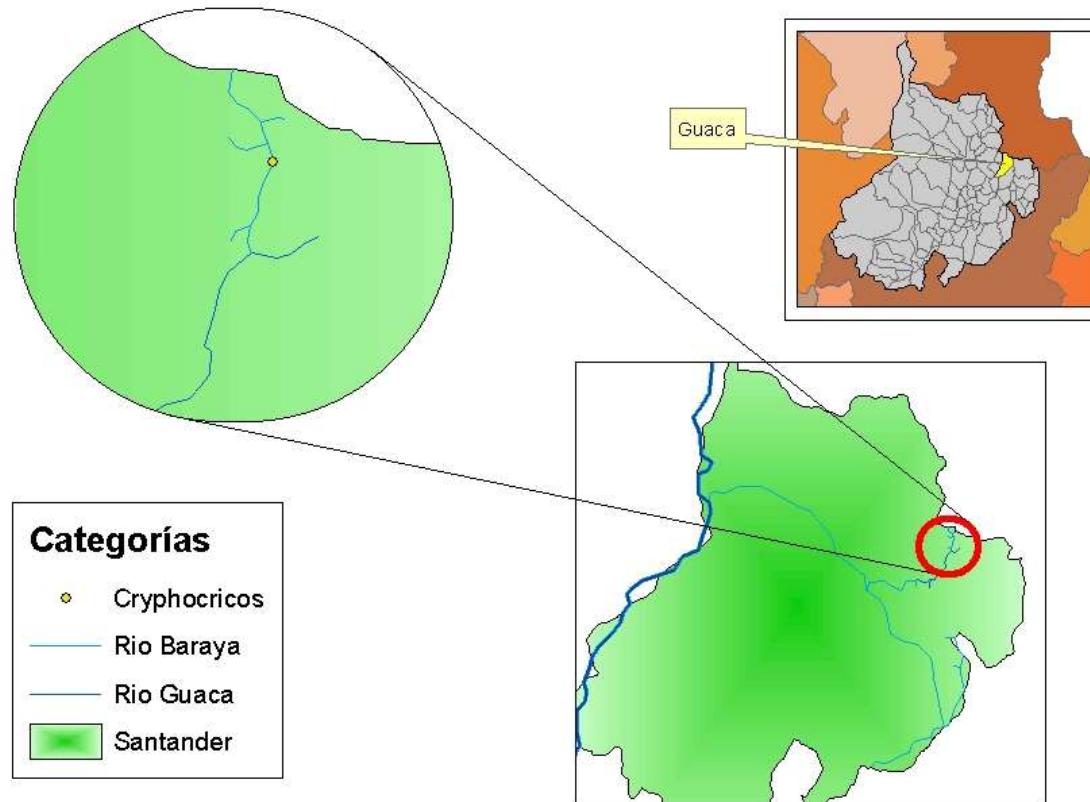 Guaca
Categorías
Cryphocricos
Rio Baraya
Rio Guaca
Santander